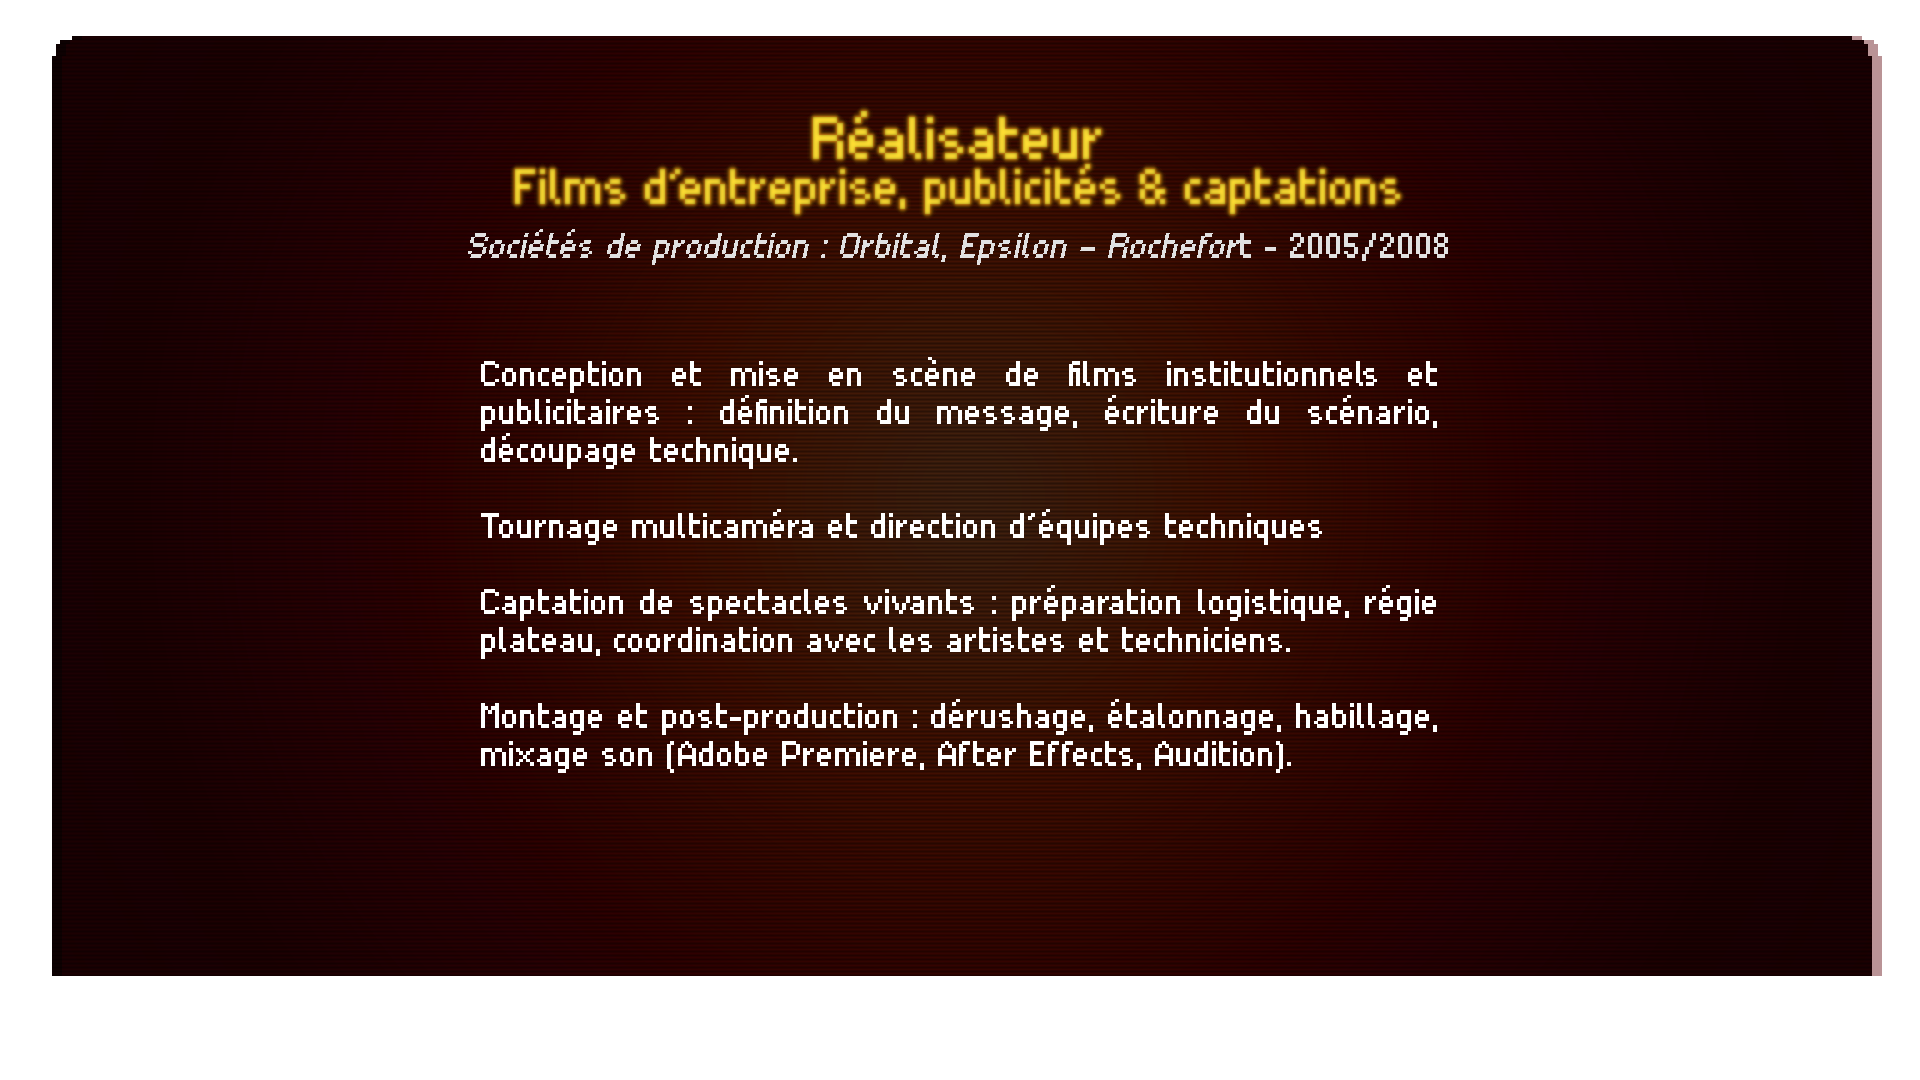 Réalisateur
Films d'entreprise, publicités & captations
Sociétés de production : Orbital, Epsilon – Rochefort - 2005/2008
Conception et mise en scène de films institutionnels et
publicitaires : définition du message, écriture du scénario,
découpage technique.
Tournage multicaméra et direction d'équipes techniques
Captation de spectacles vivants : préparation logistique, régie
plateau, coordination avec les artistes et techniciens.
Montage et post-production : dérushage, étalonnage, habillage,
mixage son (Adobe Premiere, After Effects, Audition).